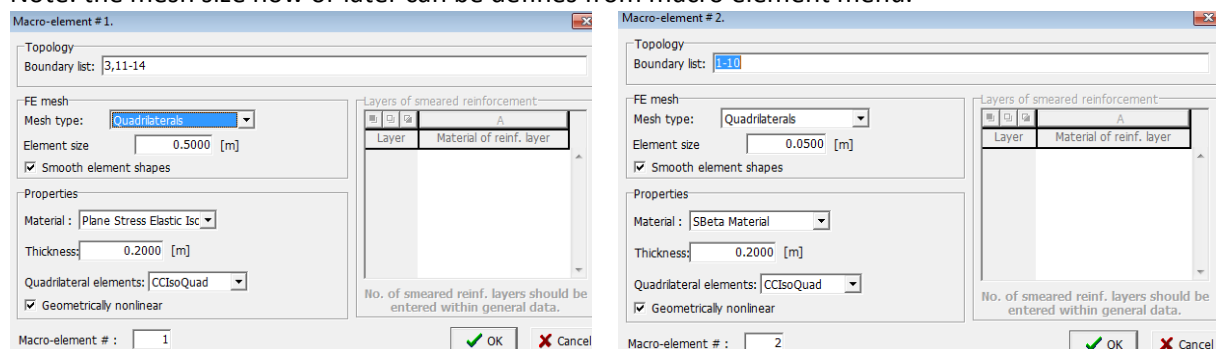 Note: the mesh size now or later can be defines from macro element menu.
Macro-element # 1.
Topology
Boundary list: 3,11-14
FE mesh
Mesh type: Quadrilaterals
Element size 0.5000 [m]
Smooth element shapes
Properties
Material : Plane Stress Elastic Isc
Thickness: 0.2000 [m]
Quadrilateral elements: CCIsoQuad
Geometrically nonlinear
Layers of smeared reinforcement
A
Layer Material of reinf. layer
No. of smeared reinf. layers should be
entered within general data.
Macro-element # : 1
OK Cancel
Macro-element # 2.
Topology
Boundary list: 1-10
FE mesh
Mesh type: Quadrilaterals
Element size 0.0500 [m]
Smooth element shapes
Properties
Material : SBeta Material
Thickness: 0.2000 [m]
Quadrilateral elements: CCIsoQuad
Geometrically nonlinear
Layers of smeared reinforcement
A
Layer Material of reinf. layer
No. of smeared reinf. layers should be
entered within general data.
Macro-element # : 2
OK Cancel